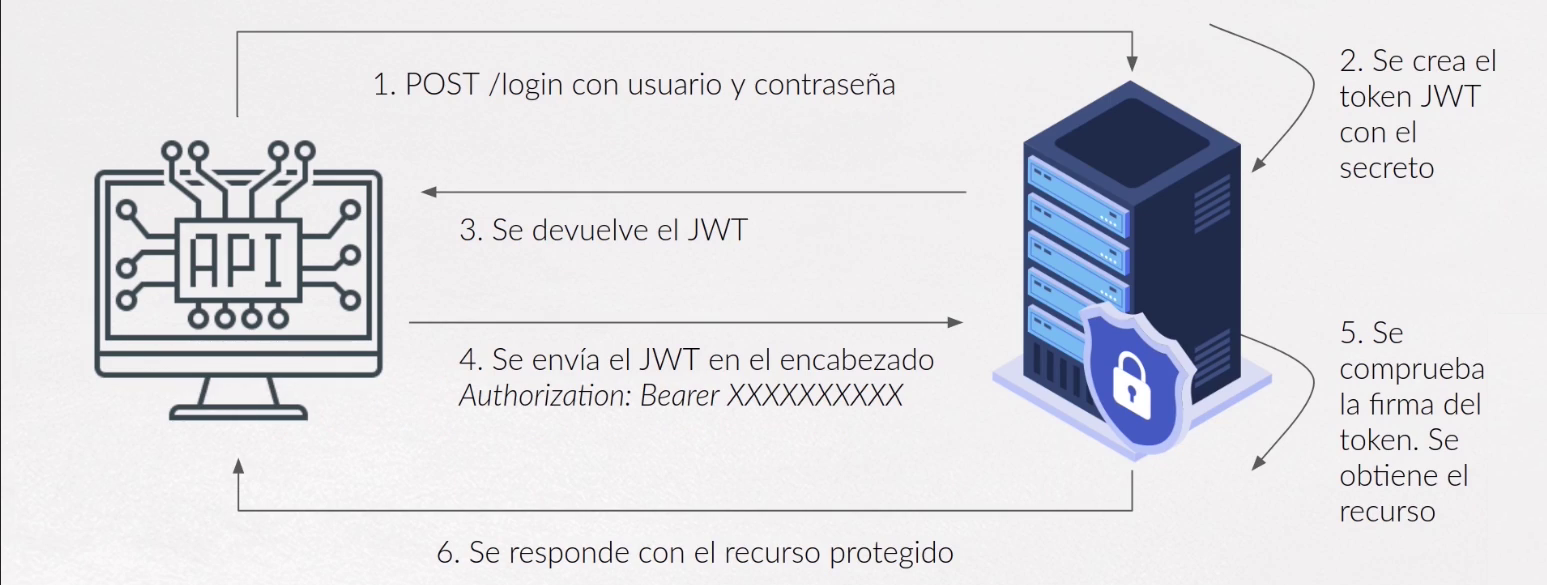 1. POST /login con usuario y contraseña
2. Se crea el
token JWT
con el
secreto
API
3. Se devuelve el JWT
4. Se envía el JWT en el encabezado
Authorization: Bearer XXXXXXXXXX
5. Se
comprueba
la firma del
token. Se
obtiene el
recurso
6. Se responde con el recurso protegido